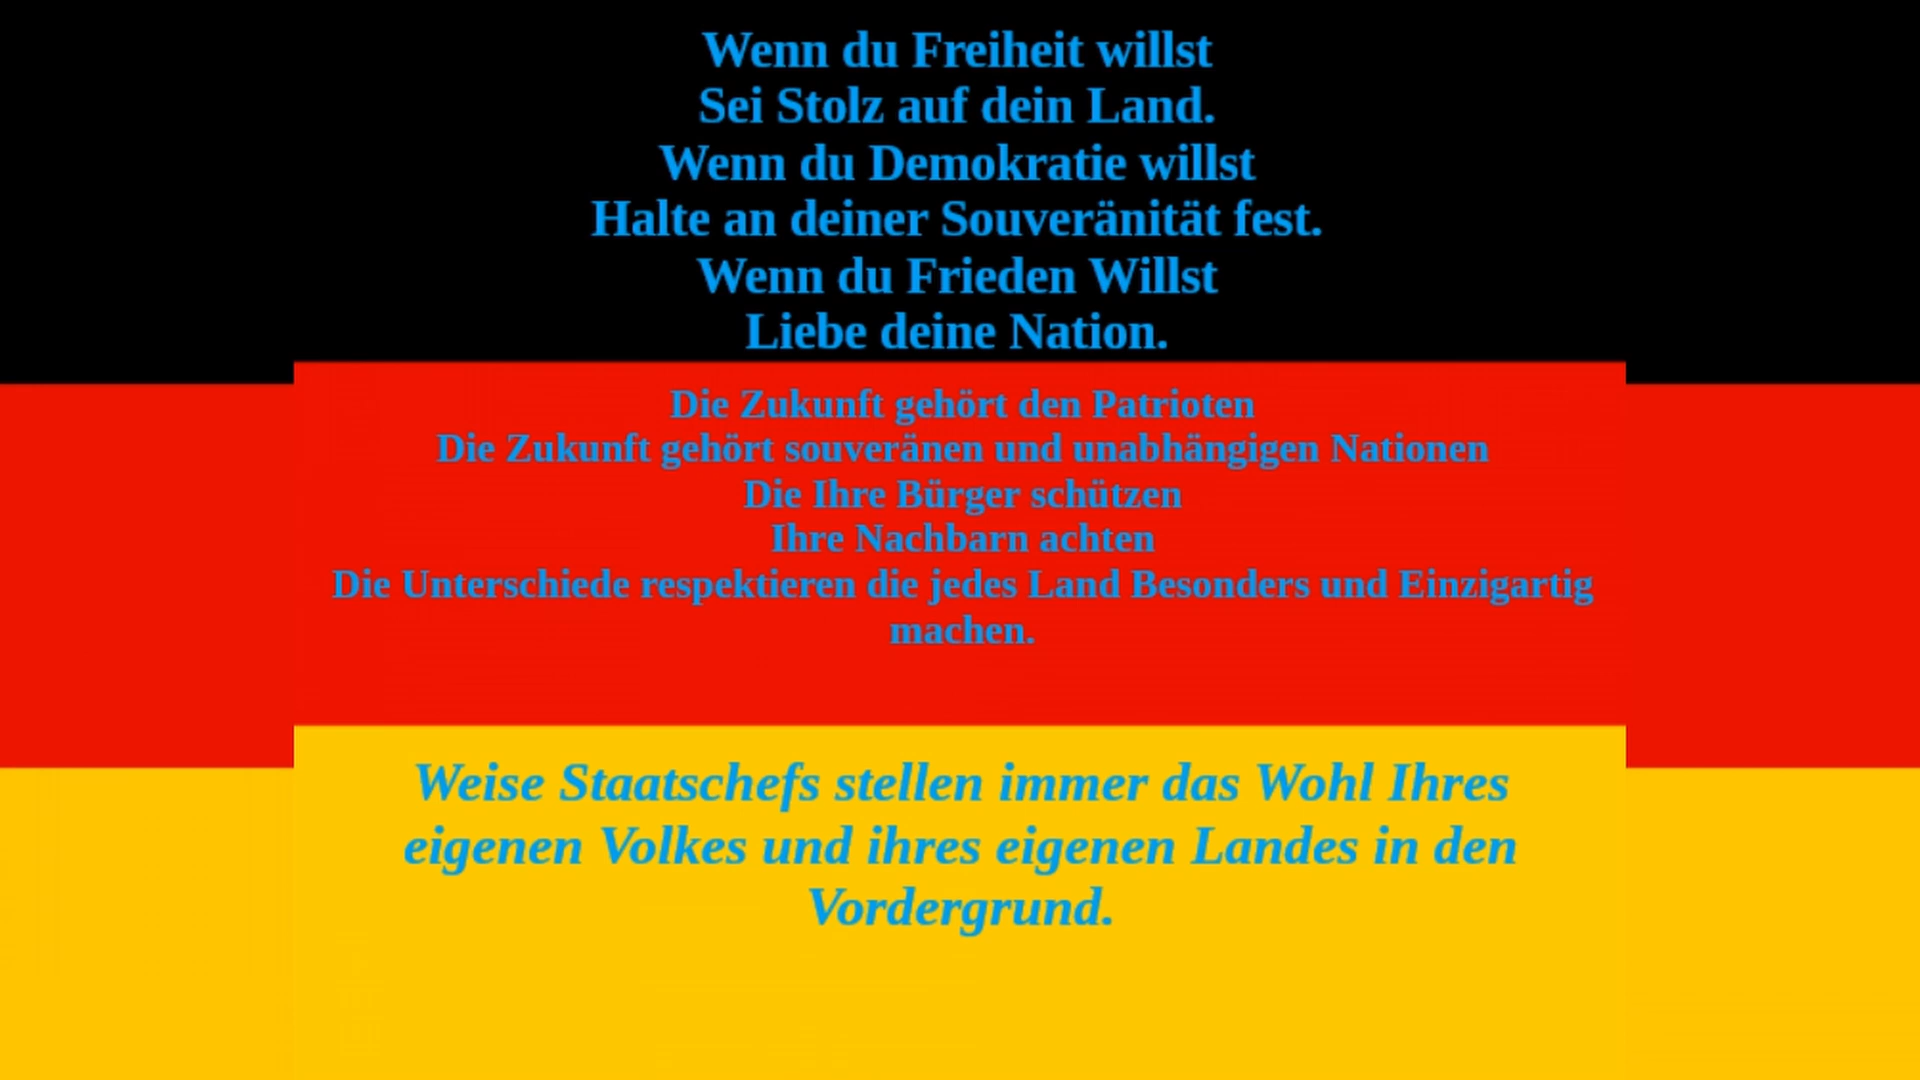 Wenn du Freiheit willst
Sei Stolz auf dein Land.
Wenn du Demokratie willst
Halte an deiner Souveränität fest.
Wenn du Frieden Willst
Liebe deine Nation.
Die Zukunft gehört den Patrioten
Die Zukunft gehört souveränen und unabhängigen Nationen
Die Ihre Bürger schützen
Ihre Nachbarn achten
Die Unterschiede respektieren die jedes Land Besonders und Einzigartig
machen.
Weise Staatschefs stellen immer das Wohl Ihres
eigenen Volkes und ihres eigenen Landes in den
Vordergrund.